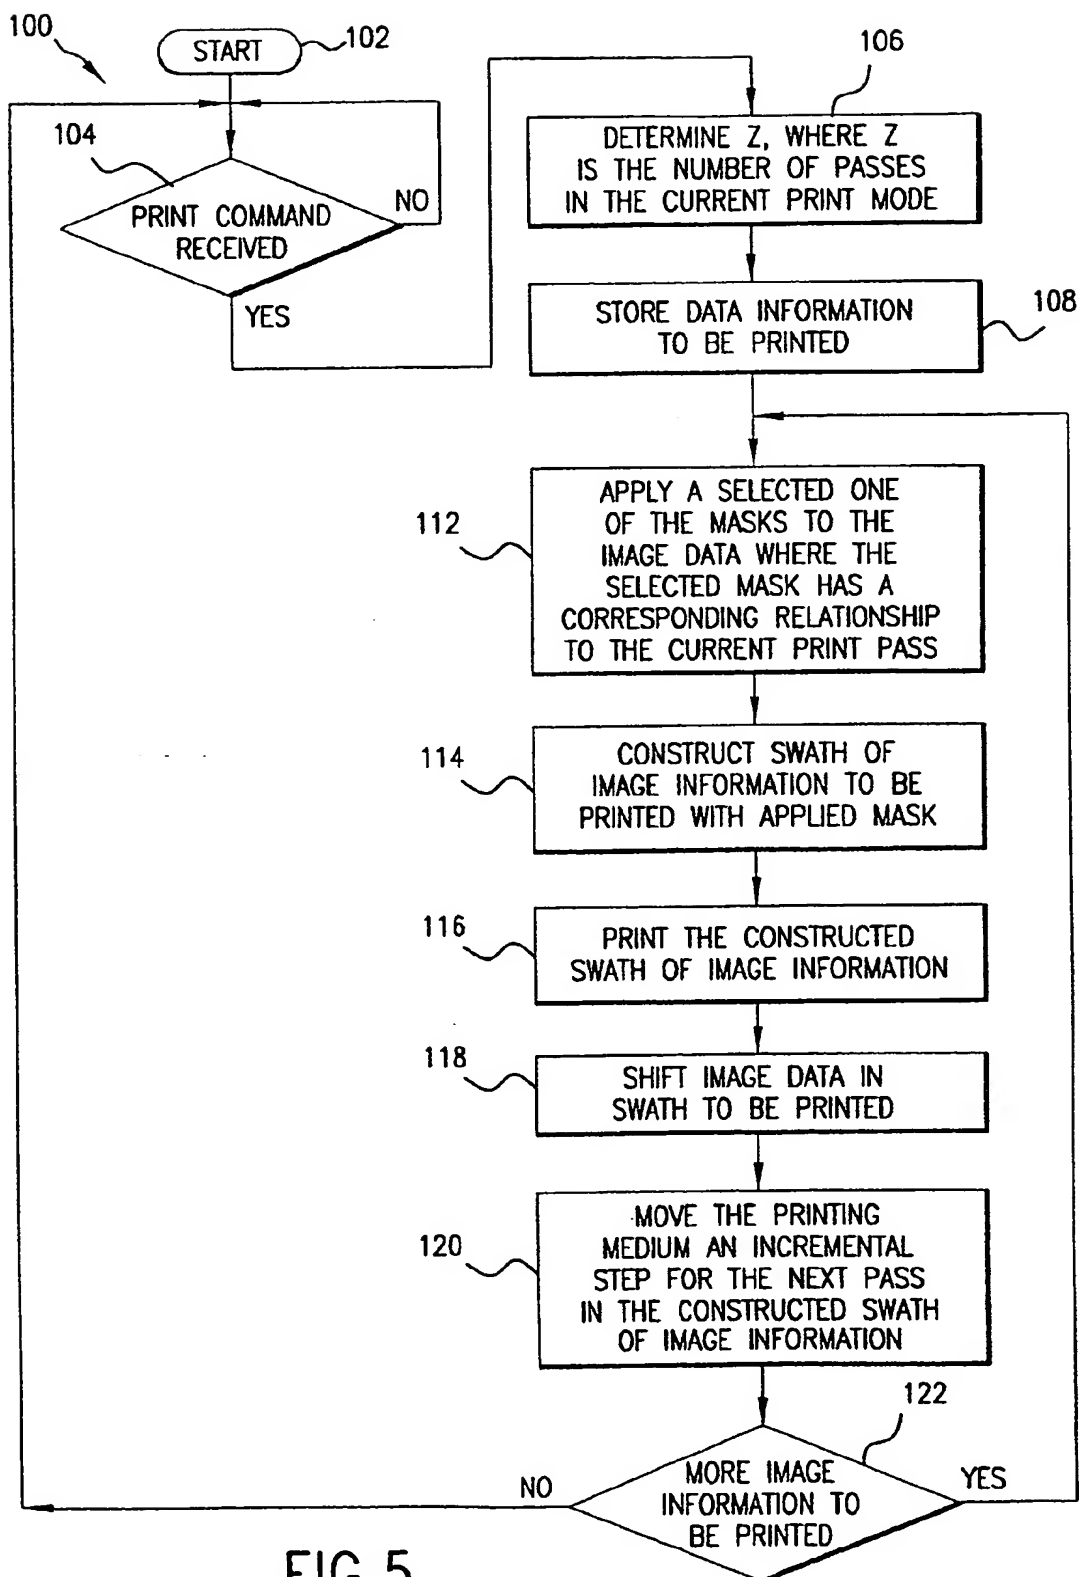 100
START
102
104
PRINT COMMAND
RECEIVED
NO
YES
106
DETERMINE Z, WHERE Z
IS THE NUMBER OF PASSES
IN THE CURRENT PRINT MODE
STORE DATA INFORMATION
TO BE PRINTED
108
112
APPLY A SELECTED ONE
OF THE MASKS TO THE
IMAGE DATA WHERE THE
SELECTED MASK HAS A
CORRESPONDING RELATIONSHIP
TO THE CURRENT PRINT PASS
114
CONSTRUCT SWATH OF
IMAGE INFORMATION TO BE
PRINTED WITH APPLIED MASK
116
PRINT THE CONSTRUCTED
SWATH OF IMAGE INFORMATION
118
SHIFT IMAGE DATA IN
SWATH TO BE PRINTED
120
MOVE THE PRINTING
MEDIUM AN INCREMENTAL
STEP FOR THE NEXT PASS
IN THE CONSTRUCTED SWATH
OF IMAGE INFORMATION
122
MORE IMAGE
INFORMATION TO
BE PRINTED
NO
YES
FIG.5